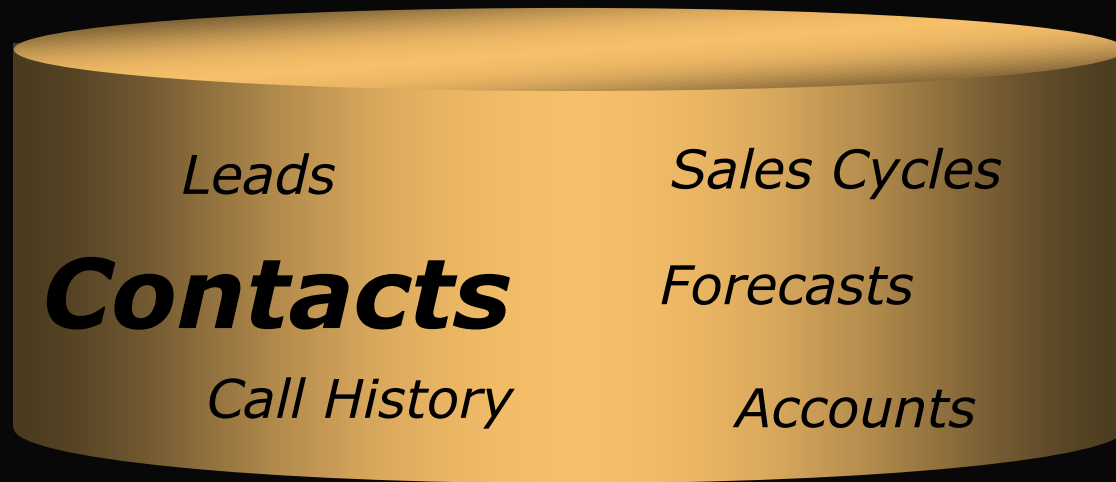 Leads
Sales Cycles
Contacts
Forecasts
Call History
Accounts